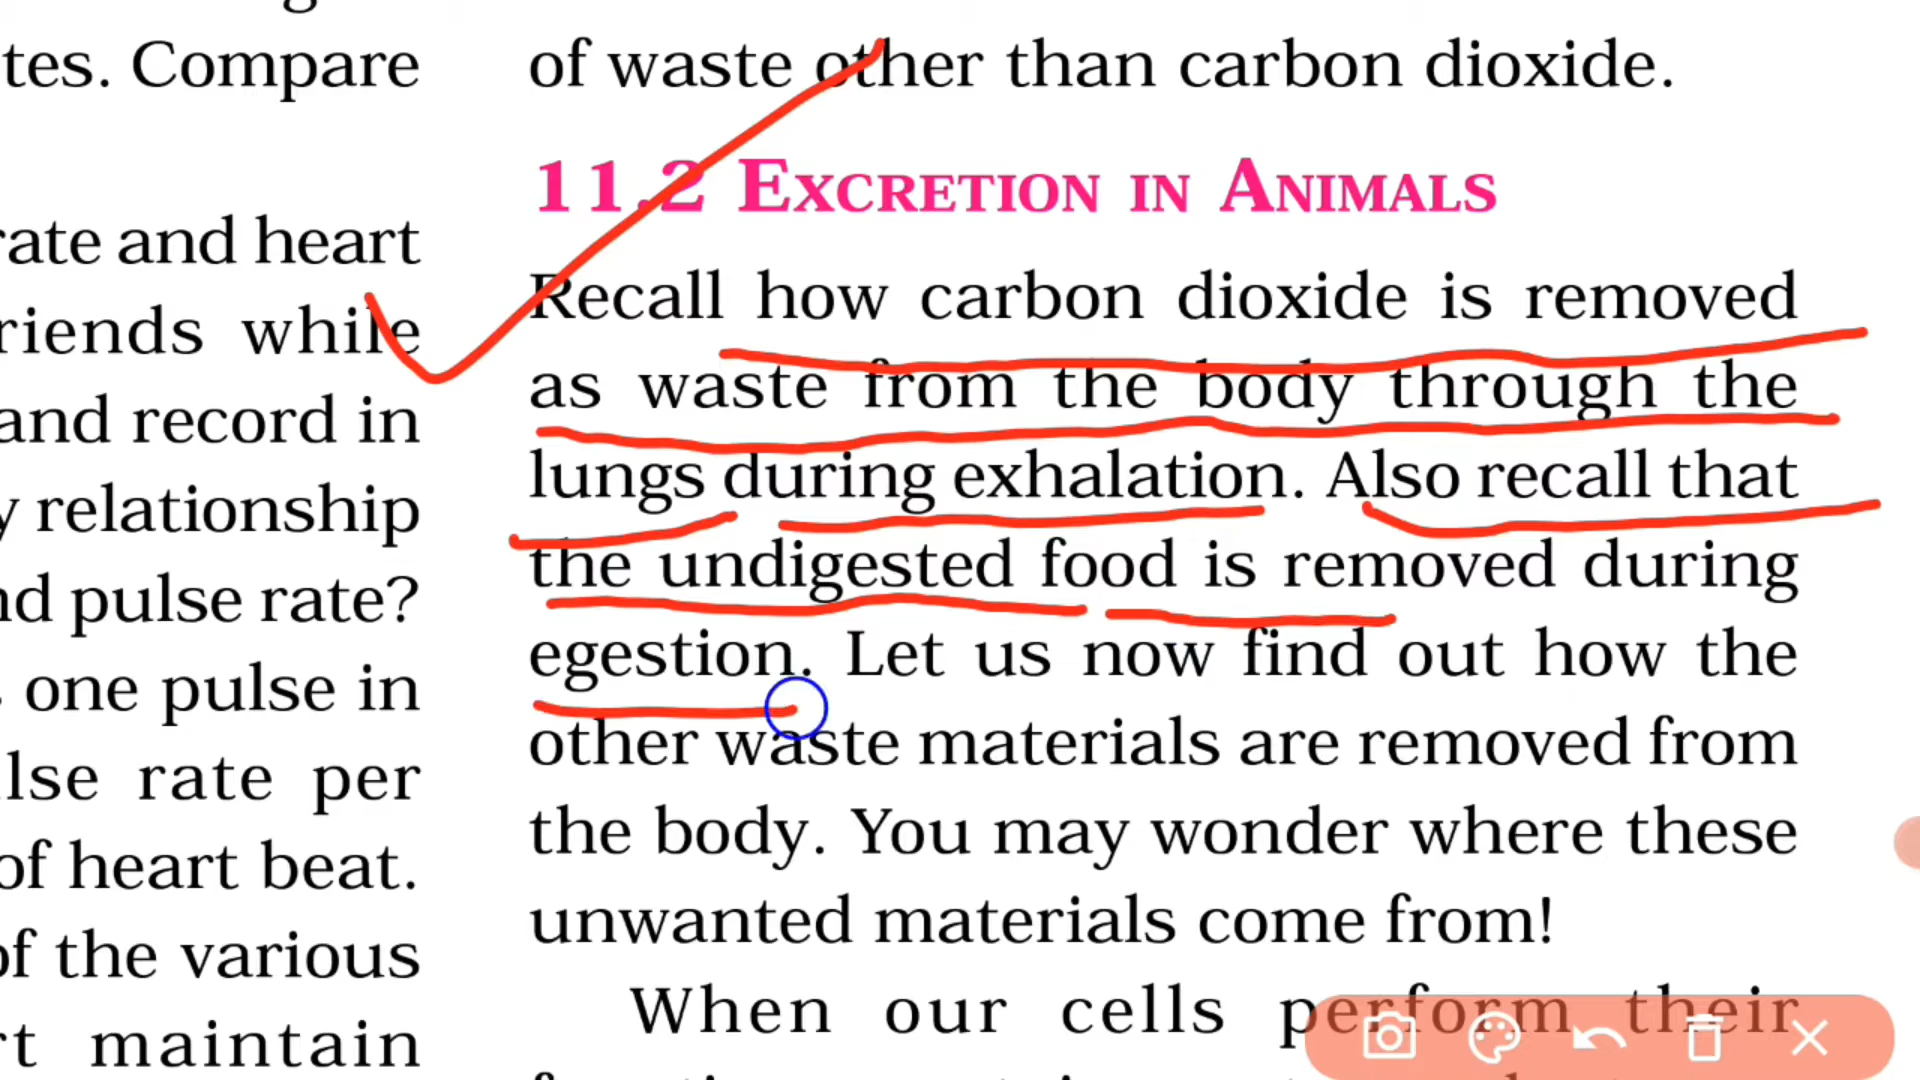 tes. Compare
rate and heart
riends while
and record in
y relationship
nd pulse rate?
one pulse in
lse rate per
of heart beat.
of the various
rt maintain
of waste other than carbon dioxide.
11.2 EXCRETION IN ANIMALS
Recall how carbon dioxide is removed
as waste from the body through the
lungs during exhalation. Also recall that
the undigested food is removed during
egestion. Let us now find out how the
other waste materials are removed from
the body. You may wonder where these
unwanted materials come from!
When our cells perform their